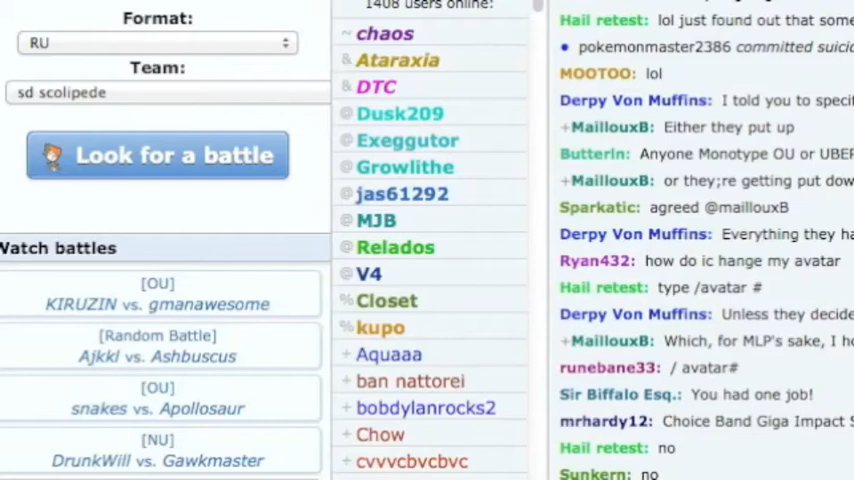 Format:
RU
Team:
sd scolipede
Look for a battle
Watch battles
[OU]
KIRUZIN vs. gmanawesome
[Random Battle]
Ajkkl vs. Ashbuscus
[OU]
snakes vs. Apollosaur
[NU]
DrunkWill vs. Gawkmaster
1408 users online:
~ chaos
& Ataraxia
& DTC
@ Dusk209
@ Exeggutor
@ Growlithe
@ jas61292
@ MJB
@ Relados
@ V4
% Closet
% kupo
+ Aquaaa
+ ban nattorei
+ bobdylanrocks2
+ Chow
+ cvvvcbvcbvc
Hail retest: lol just found out that some
• pokemonmaster2386 committed suicid
MOOTOO: lol
Derpy Von Muffins: I told you to specif
+MaillouxB: Either they put up
Butterln: Anyone Monotype OU or UBER
+MaillouxB: or they;re getting put dow
Sparkatic: agreed @maillouxB
Derpy Von Muffins: Everything they ha
Ryan432: how do ic hange my avatar
Hail retest: type /avatar #
Derpy Von Muffins: Unless they decide
+MaillouxB: Which, for MLP's sake, I ho
runebane33: / avatar#
Sir Biffalo Esq.: You had one job!
mrhardy12: Choice Band Giga Impact S
Hail retest: no
Sunkern: no